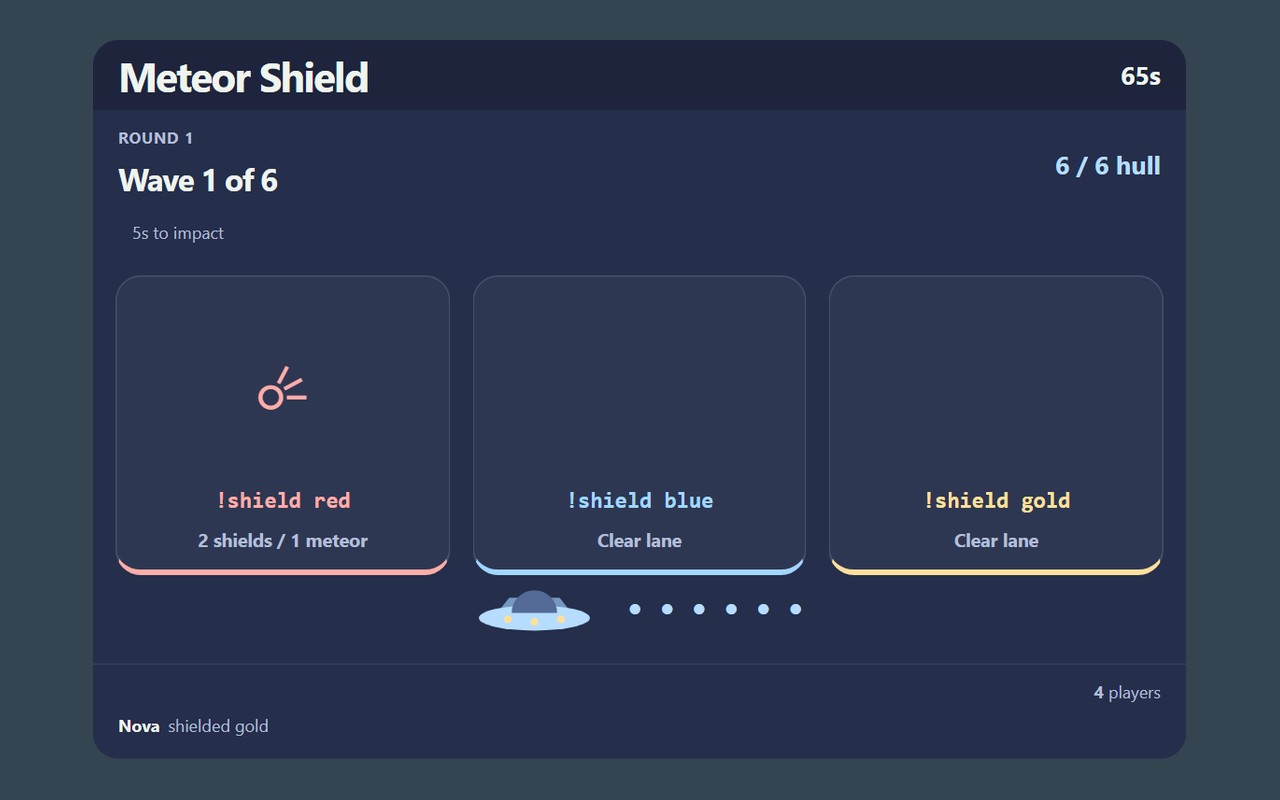 Meteor Shield
65s
ROUND 1
Wave 1 of 6
6 / 6 hull
5s to impact
!shield red
2 shields / 1 meteor
!shield blue
Clear lane
!shield gold
Clear lane
4 players
Nova shielded gold